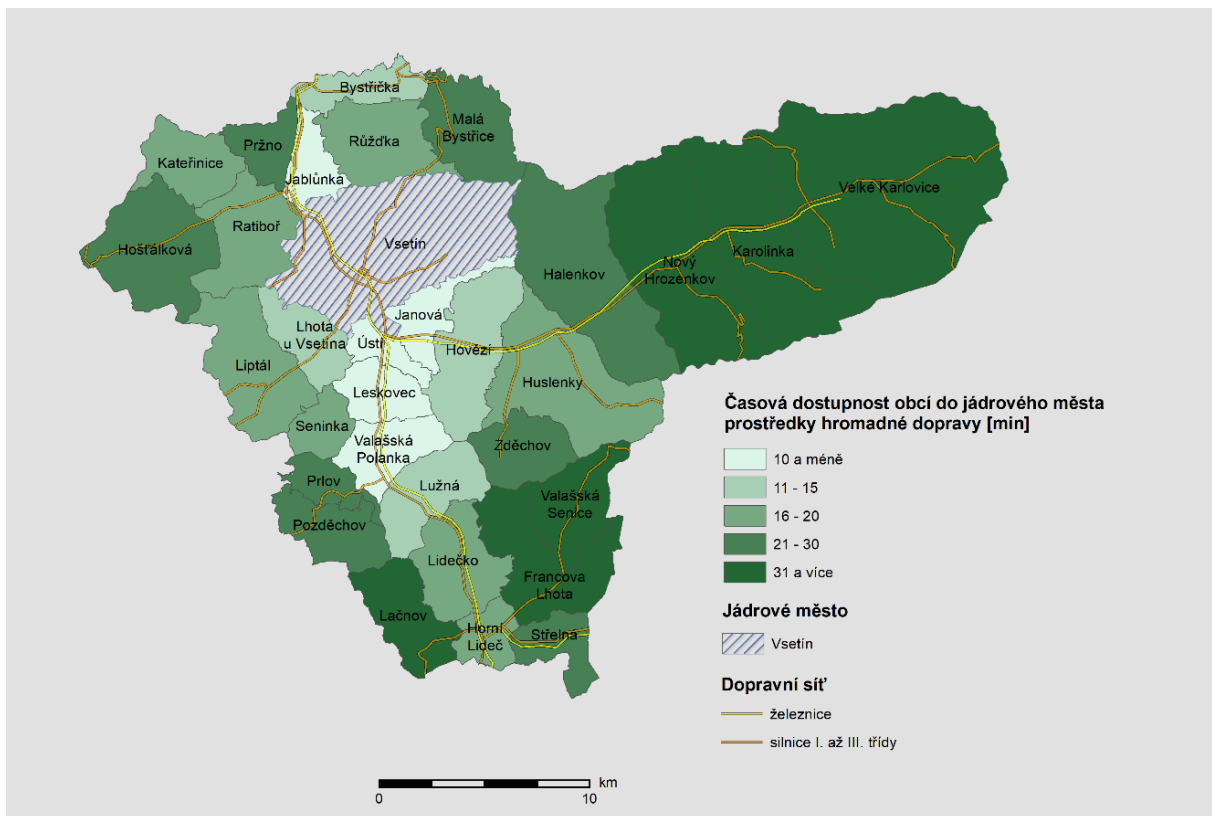 Bystřička
Malá
Bystřice
Růžďka
Pržno
Kateřinice
Jablůnka
Velké Karlovice
Ratiboř
Hošťálková
Vsetín
Karolinka
Nový
Hrozenkov
Halenkov
Janová
Lhota
u Vsetína
Ústí
Hovězí
Liptál
Huslenky
Leskovec
Seninka
Valašská
Polanka
Zděchov
Prlov
Lužná
Valašská
Senice
Pozděchov
Lidečko
Francova
Lhota
Lačnov
Horní
Lideč
Střelná
Časová dostupnost obcí do jádrového města
prostředky hromadné dopravy [min]
10 a méně
11 - 15
16 - 20
21 - 30
31 a více
Jádrové město
Vsetín
Dopravní síť
železnice
silnice I. až III. třídy
km
0 10